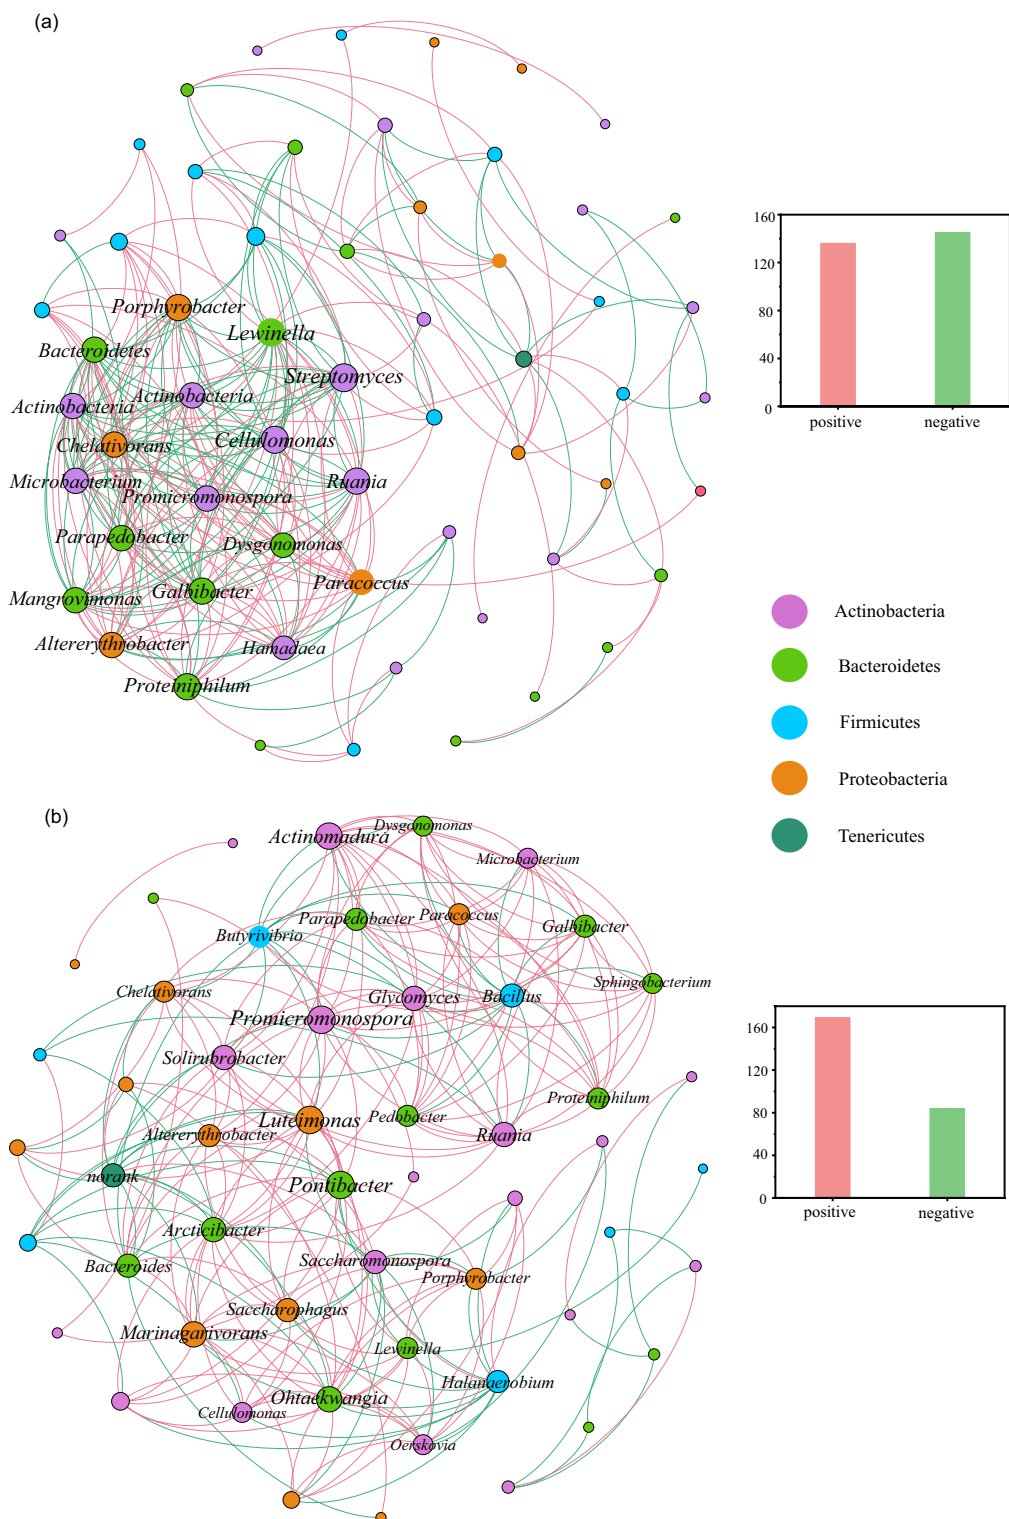 (a)
Porphyrobacter
Lewinella
Bacteroidetes
Streptomyces
Actinobacteria
Actinobacteria
Chelativorans
Cellulomonas
Microbacterium
Ruania
Promicromonospora
Parapedobacter
Dysgonomonas
Paracoccus
Galbibacter
Mangrovimonas
Altererythrobacter
Hamadaea
Proteiniphilum
160
120
80
40
0
positive negative
Actinobacteria
Bacteroidetes
Firmicutes
Proteobacteria
Tenericutes
(b)
Actinomadura
Dysgonomonas
Microbacterium
Parapedobacter
Paracoccus
Galbibacter
Butyrivibrio
Chelativorans
Glycomyces
Bacillus
Sphingobacterium
Promicromonospora
Solirubrobacter
Proteiniphilum
Luteimonas
Pedobacter
Altererythrobacter
Ruania
norank
Pontibacter
Arcticibacter
Saccharomonospora
Bacteroides
Porphyrobacter
Saccharophagus
Marinagarivorans
Lewinella
Halanaerobium
Ohtaekwangia
Cellulomonas
Oerskovia
160
120
80
40
0
positive negative